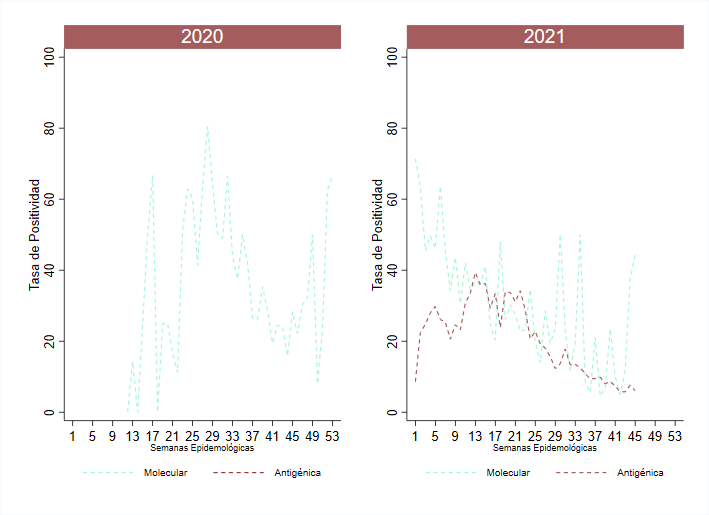 2020
Tasa de Positividad
100
80
60
40
20
0
1 5 9 13 17 21 25 29 33 37 41 45 49 53
Semanas Epidemológicas
Molecular Antigénica
2021
Tasa de Positividad
100
80
60
40
20
0
1 5 9 13 17 21 25 29 33 37 41 45 49 53
Semanas Epidemológicas
Molecular Antigénica